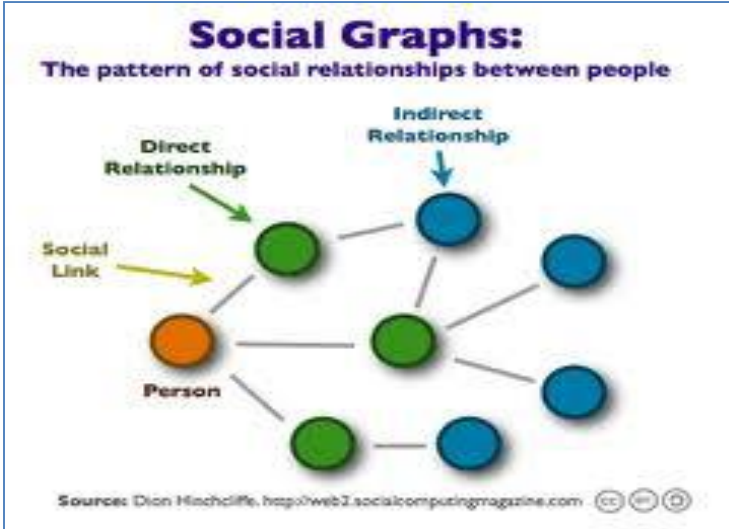 Social Graphs:
The pattern of social relationships between people
Indirect
Relationship
Direct
Relationship
Social
Link
Person
Source: Dion Hinchcliffe, http://web2.socialcomputingmagazine.com
cc